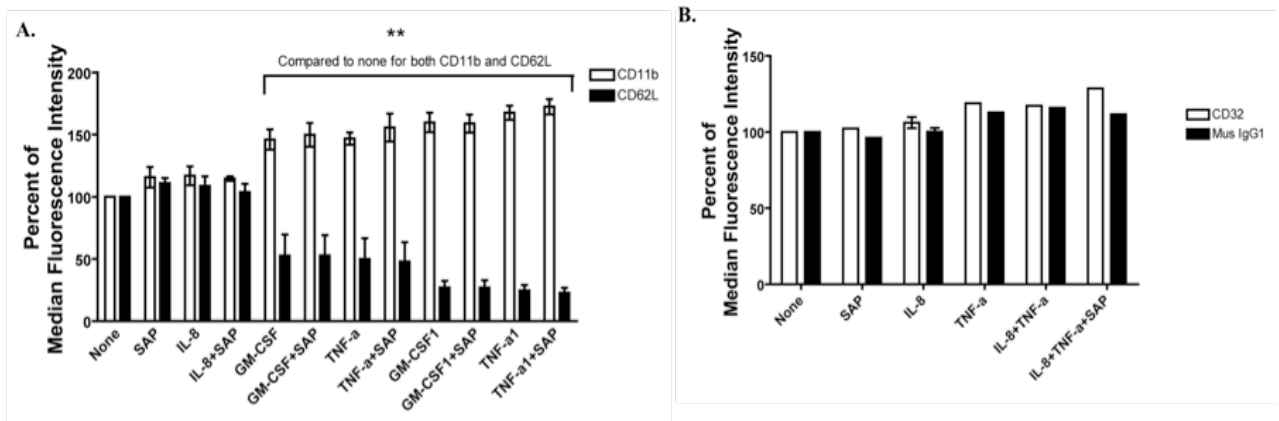 A.
**
Compared to none for both CD11b and CD62L
CD11b
CD62L
Percent of
Median Fluorescence Intensity
200
150
100
50
0
None
SAP
IL-8
IL-8+SAP
GM-CSF
GM-CSF+SAP
TNF-a
TNF-a+SAP
GM-CSF1
GM-CSF1+SAP
TNF-a1
TNF-a1+SAP
B.
CD32
Mus IgG1
Percent of
Median Fluorescence Intensity
150
100
50
0
None
SAP
IL-8
TNF-a
IL-8+TNF-a
IL-8+TNF-a+SAP